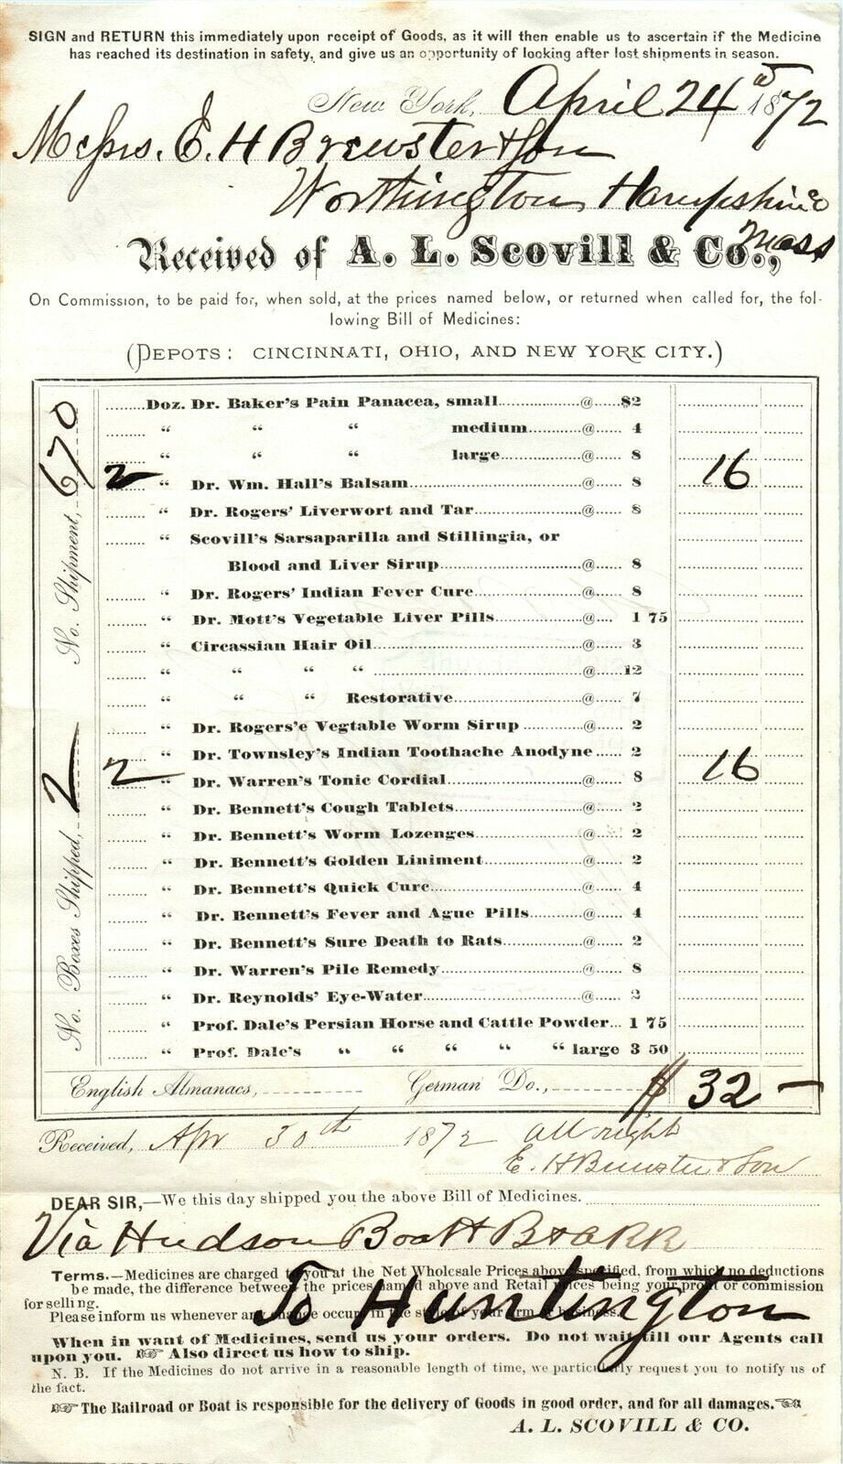 SIGN and RETURN this immediately upon receipt of Goods, as it will then enable us to ascertain if the Medicine
has reached its destination in safety, and give us an opportunity of looking after lost shipments in season.
New York, April 24th 1872
Messrs. E. H Brewster & Son
Worthington Hampshire
Mass
Received of A. L. Scovill & Co.,
On Commission, to be paid for, when sold, at the prices named below, or returned when called for, the fol-
lowing Bill of Medicines:
(DEPOTS: CINCINNATI, OHIO, AND NEW YORK CITY.)
No. Shipment, 670
No. Boxes Shipped, 2
Doz. Dr. Baker's Pain Panacea, small @ $2
“ “ “ medium @ 4
“ “ “ large @ 8
2 “ Dr. Wm. Hall's Balsam @ 8 16
“ Dr. Rogers' Liverwort and Tar @ 8
“ Scovill's Sarsaparilla and Stillingia, or
Blood and Liver Sirup @ 8
“ Dr. Rogers' Indian Fever Cure @ 8
“ Dr. Mott's Vegetable Liver Pills @ 1 75
“ Circassian Hair Oil @ 3
“ “ “ “ @ 12
“ “ “ Restorative @ 7
“ Dr. Rogers'e Vegtable Worm Sirup @ 2
“ Dr. Townsley's Indian Toothache Anodyne 2
2 “ Dr. Warren's Tonic Cordial @ 8 16
“ Dr. Bennett's Cough Tablets @ 2
“ Dr. Bennett's Worm Lozenges @ 2
“ Dr. Bennett's Golden Liniment @ 2
“ Dr. Bennett's Quick Cure @ 4
“ Dr. Bennett's Fever and Ague Pills @ 4
“ Dr. Bennett's Sure Death to Rats @ 2
“ Dr. Warren's Pile Remedy @ 8
“ Dr. Reynolds' Eye-Water @ 2
“ Prof. Dale's Persian Horse and Cattle Powder 1 75
“ Prof. Dale's “ “ “ “ “ large 3 50
English Almanacs, German Do., $ 32 –
Received, Apr 30th 1872 all right
E. H Brewster & Son
DEAR SIR,—We this day shipped you the above Bill of Medicines.
Via Hudson Boat & B & A RR
To Huntington
Terms.—Medicines are charged to you at the Net Wholesale Prices above specified, from which no deductions
be made, the difference between the prices named above and Retail prices being your profit or commission
for selling.
Please inform us whenever any change occurs in the style of your firm or business.
When in want of Medicines, send us your orders. Do not wait till our Agents call
upon you. ☞ Also direct us how to ship.
N. B. If the Medicines do not arrive in a reasonable length of time, we particularly request you to notify us of
the fact.
☞ The Railroad or Boat is responsible for the delivery of Goods in good order, and for all damages. ☜
A. L. SCOVILL & CO.